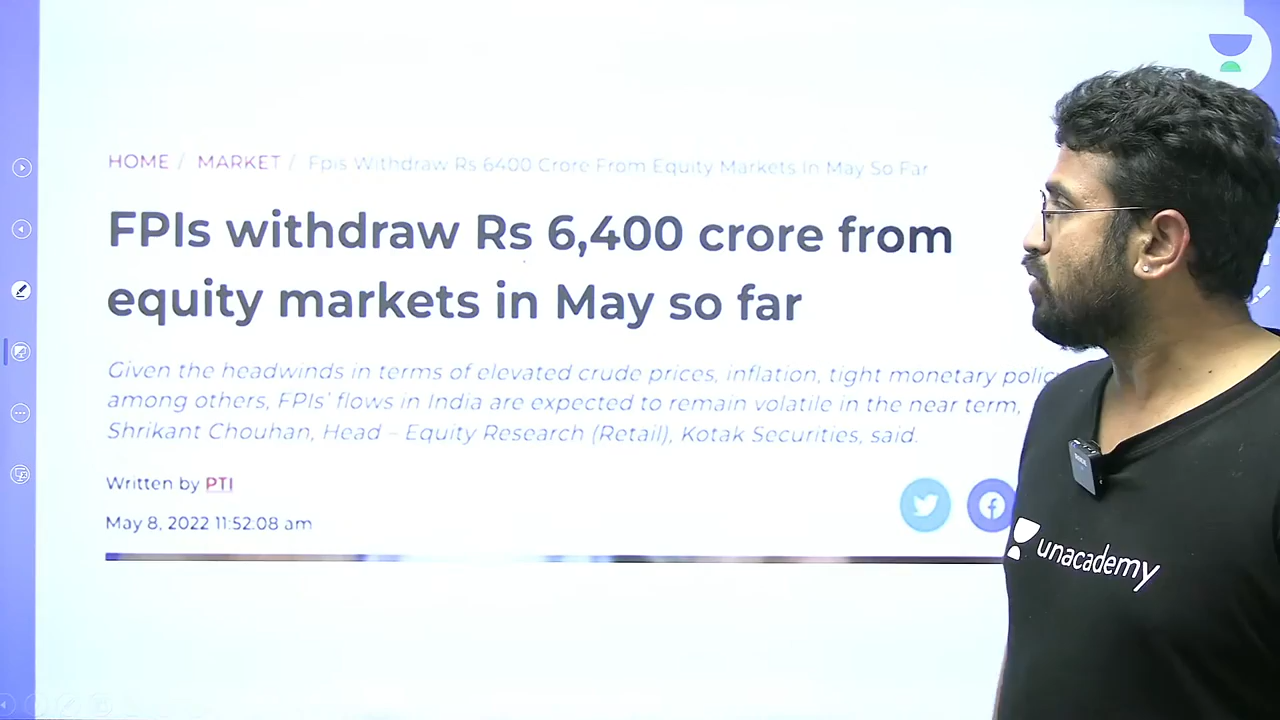 HOME / MARKET / Fpis Withdraw Rs 6400 Crore From Equity Markets In May So Far
FPIs withdraw Rs 6,400 crore from
equity markets in May so far
Given the headwinds in terms of elevated crude prices, inflation, tight monetary polic
among others, FPIs' flows in India are expected to remain volatile in the near term,
Shrikant Chouhan, Head – Equity Research (Retail), Kotak Securities, said.
Written by PTI
May 8, 2022 11:52:08 am
unacademy